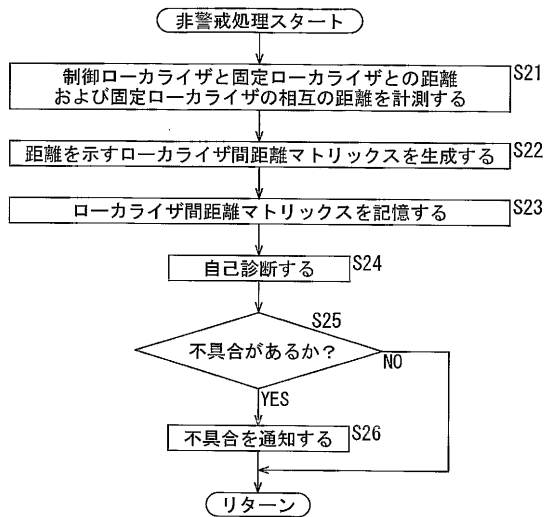 非警戒処理スタート
制御ローカライザと固定ローカライザとの距離
および固定ローカライザの相互の距離を計測する
S21
距離を示すローカライザ間距離マトリックスを生成する
S22
ローカライザ間距離マトリックスを記憶する
S23
自己診断する
S24
S25
不具合があるか?
NO
YES
不具合を通知する
S26
リターン